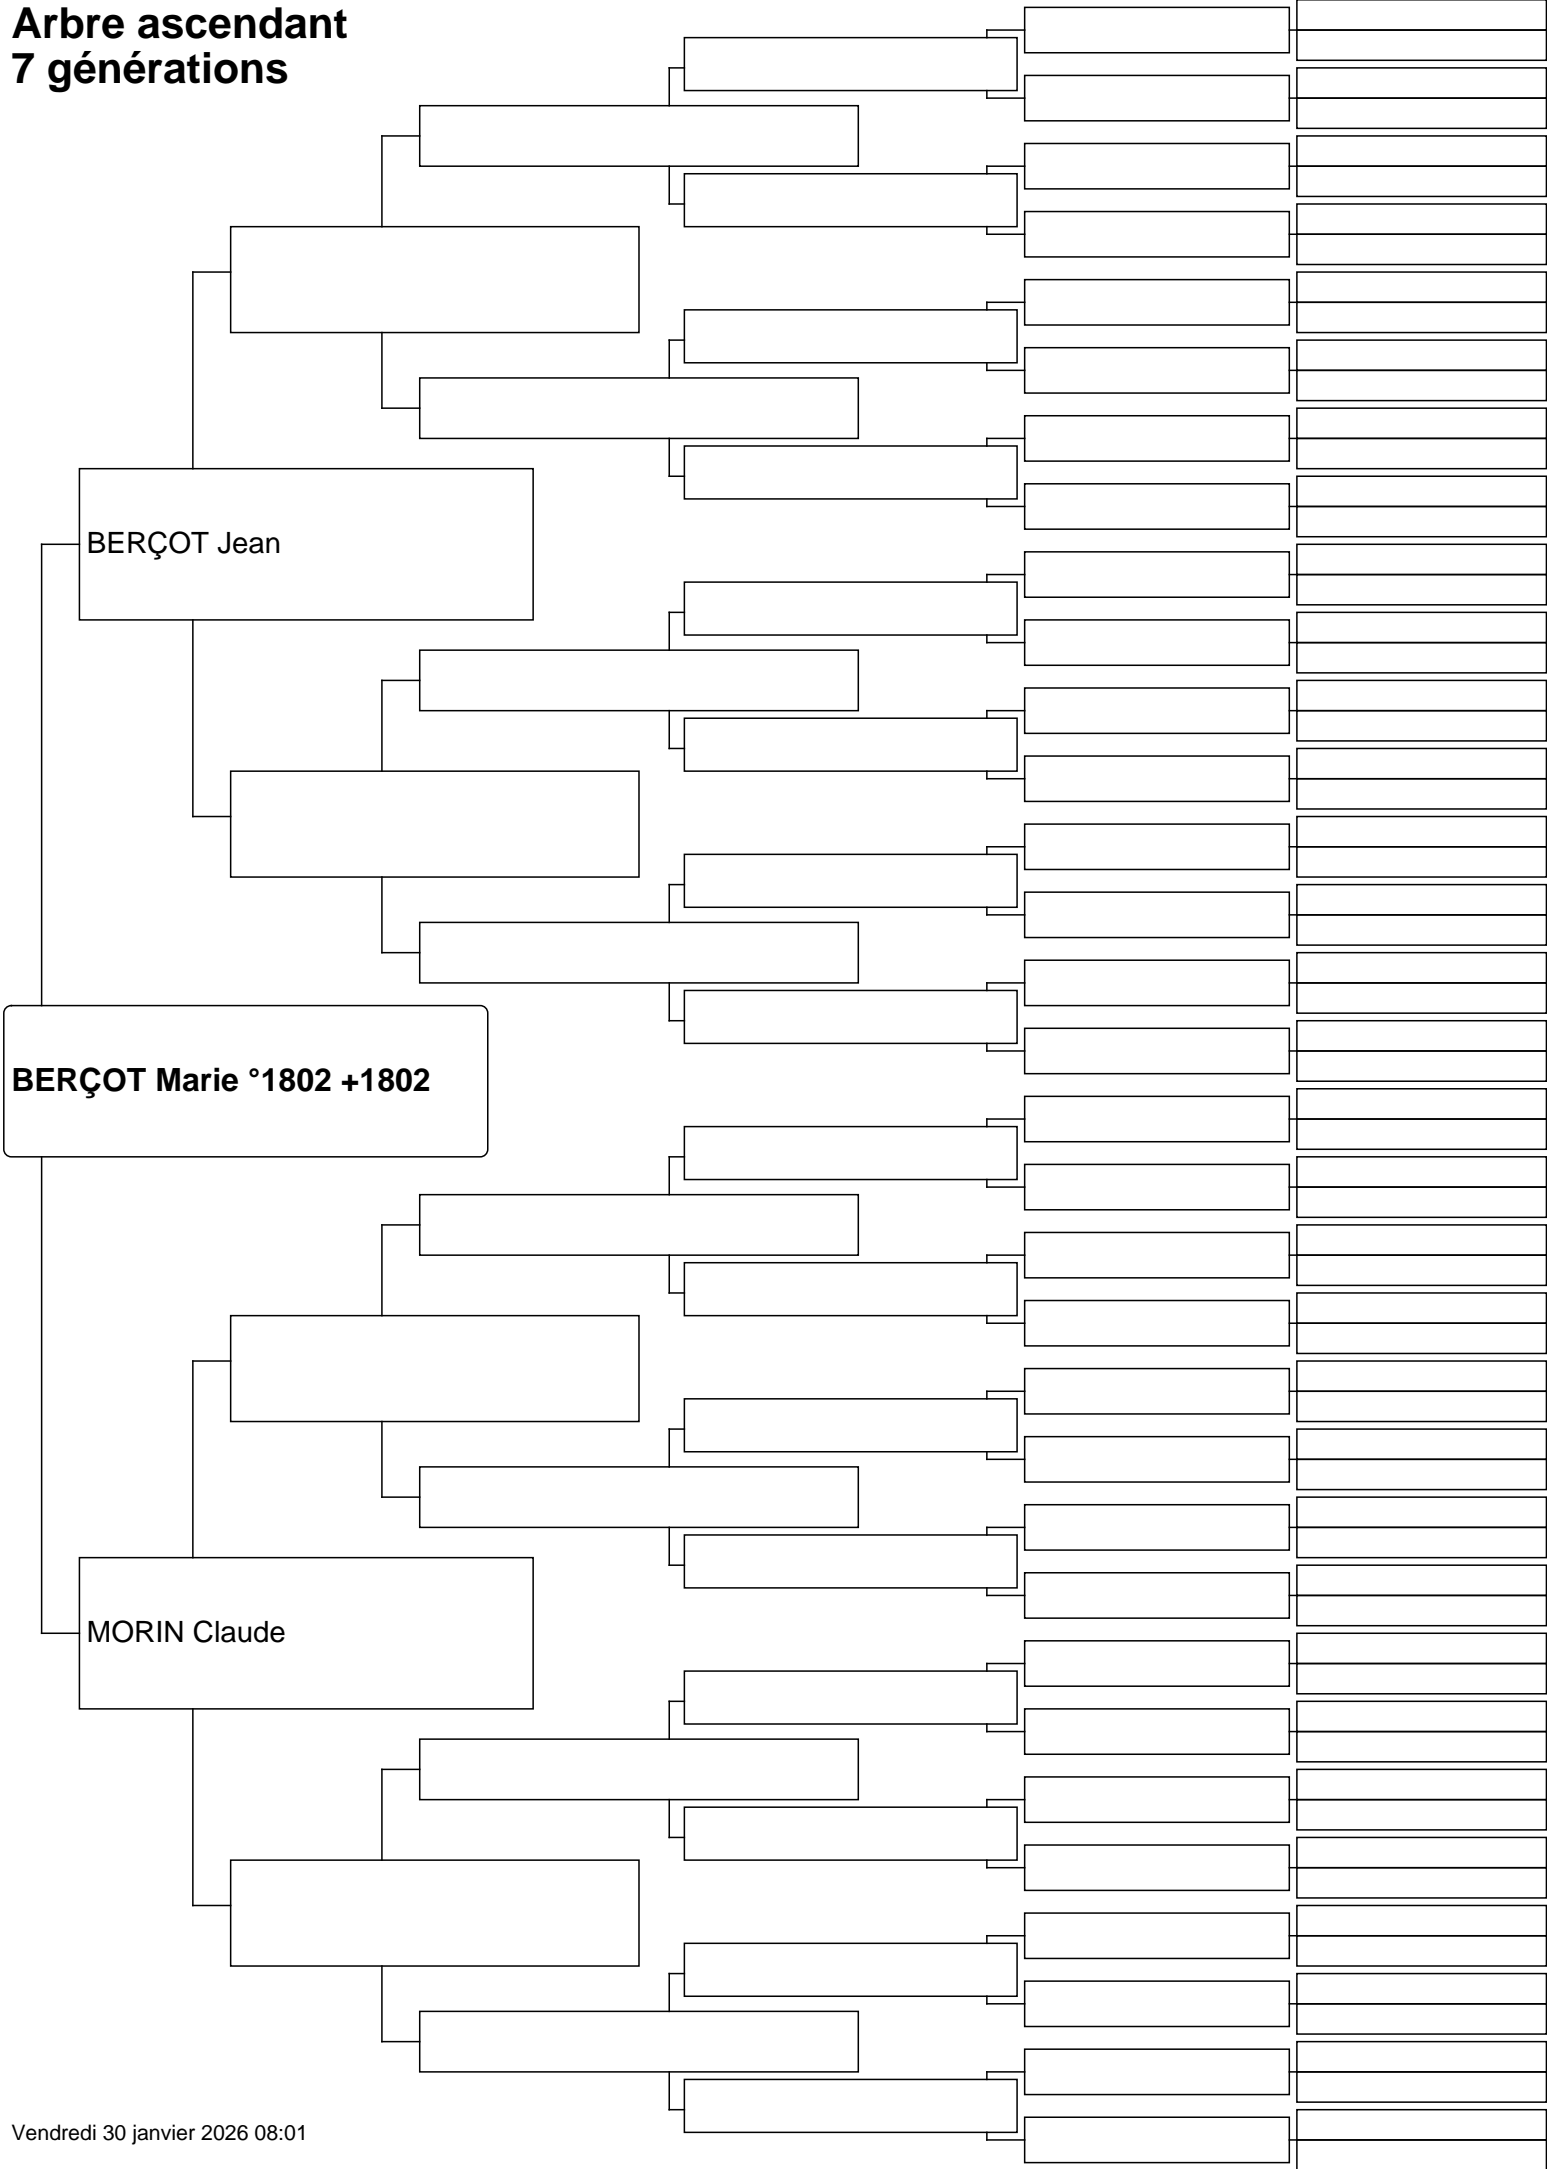 Arbre ascendant
7 générations
BERÇOT Jean
BERÇOT Marie °1802 +1802
MORIN Claude
Vendredi 30 janvier 2026 08:01